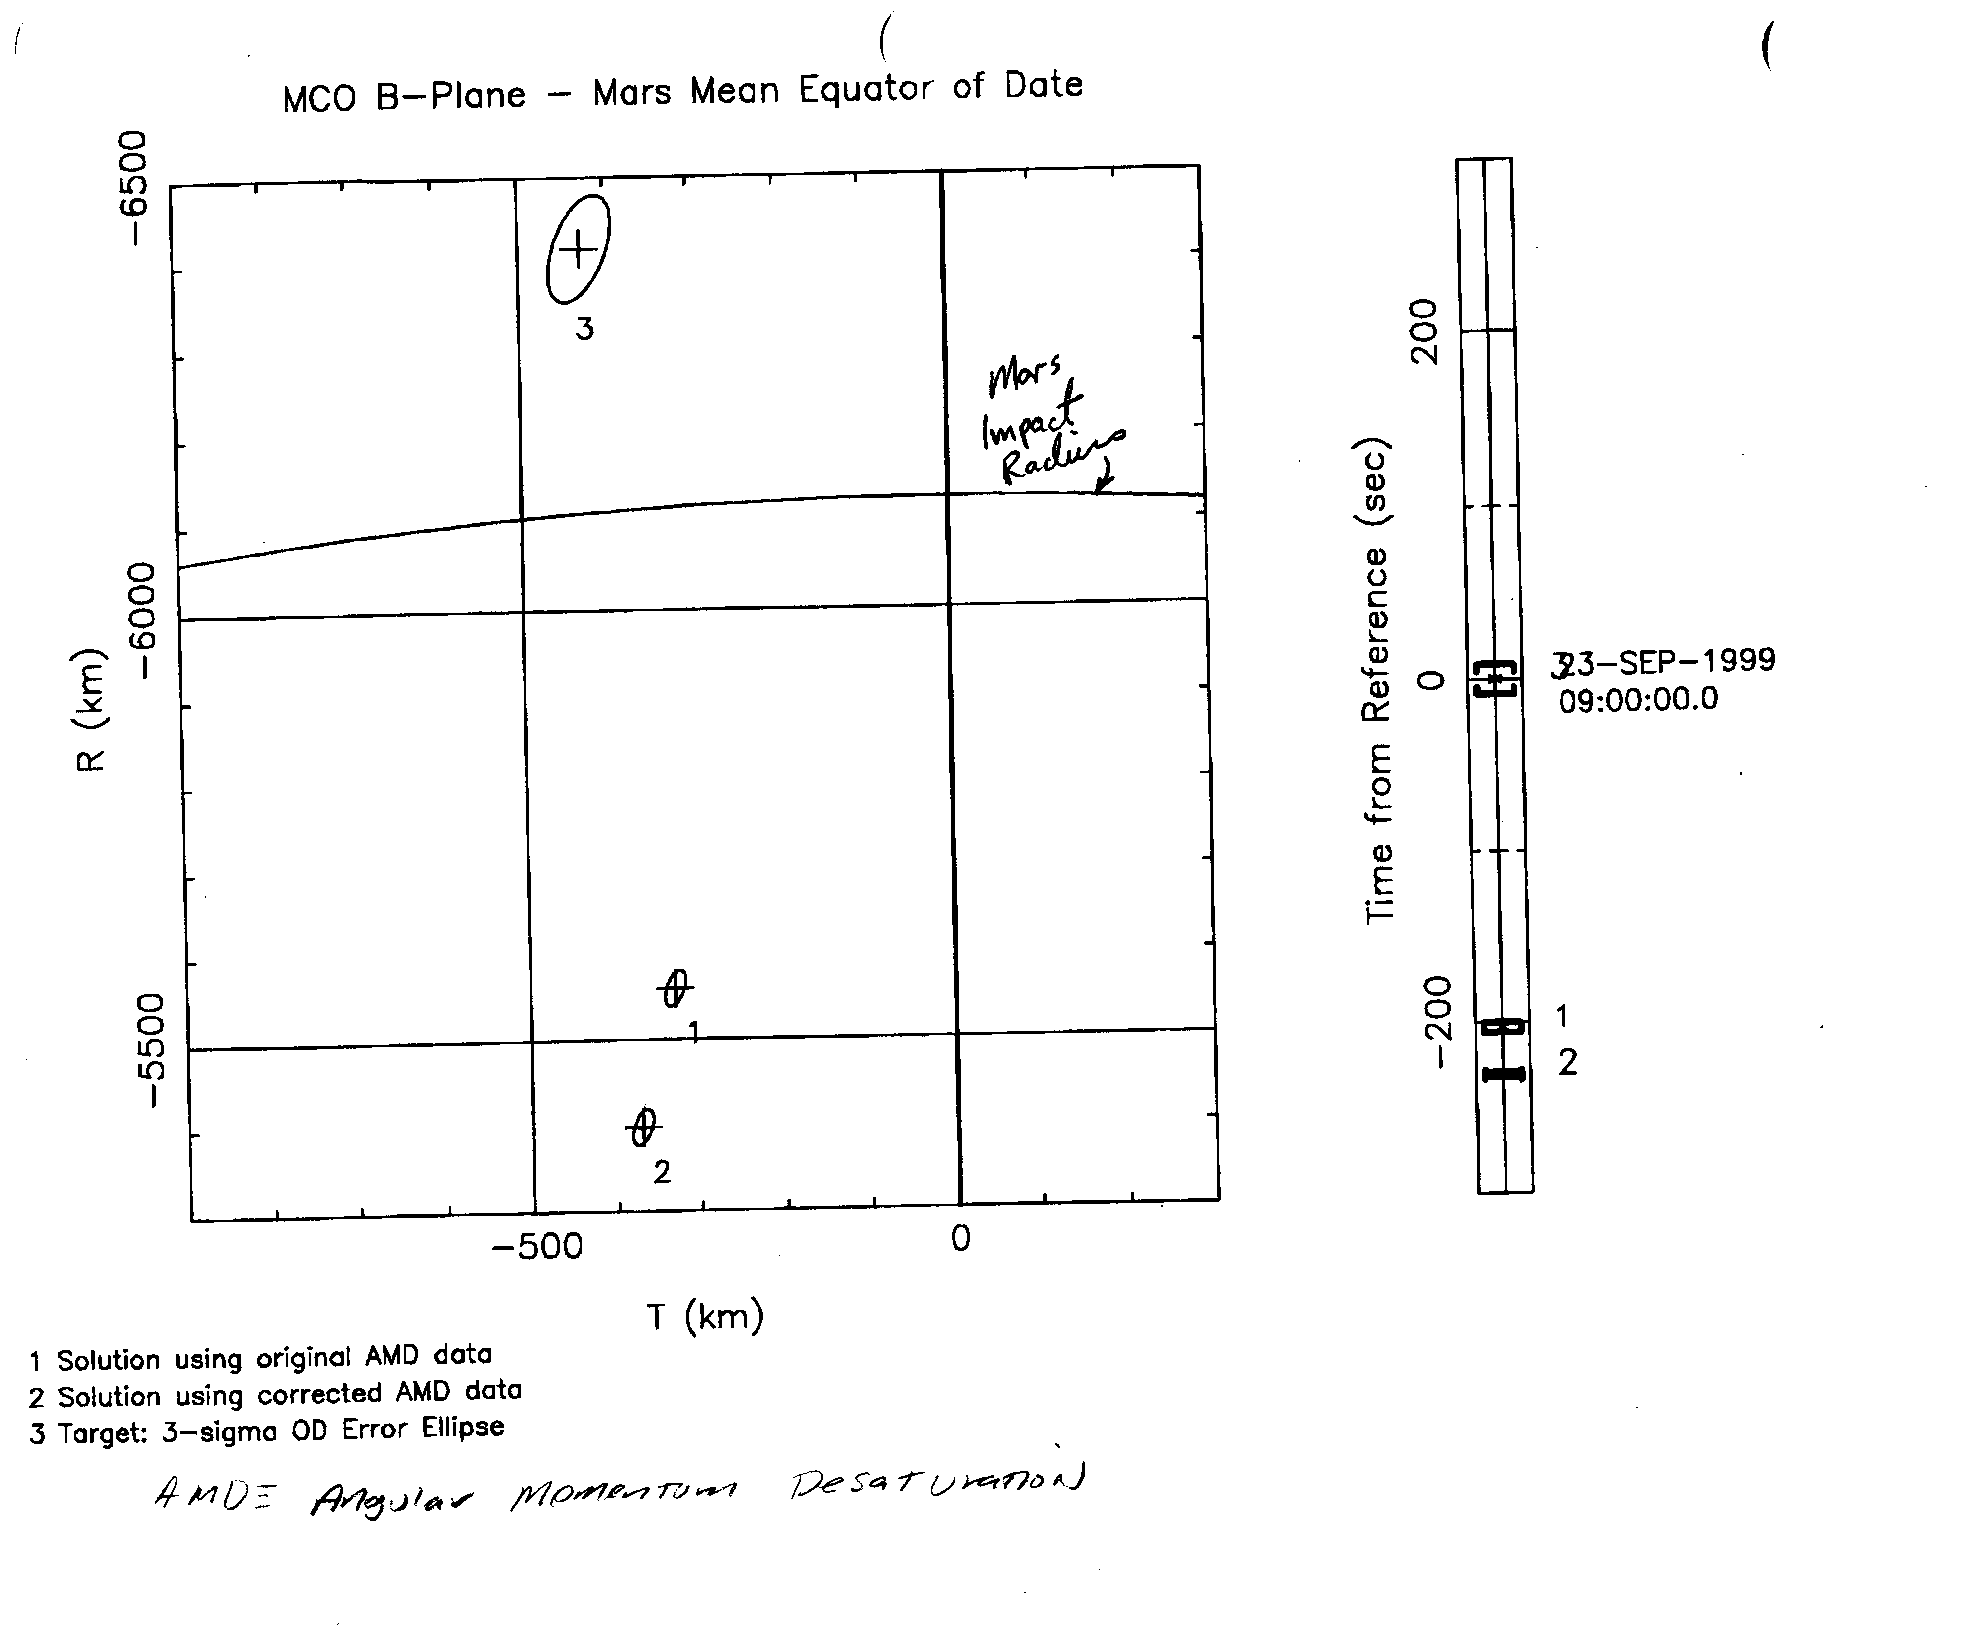 MCO B-Plane - Mars Mean Equator of Date
-6500
-6000
-5500
R (km)
3
Mars
Impact
Radius
1
2
-500
0
T (km)
200
0
-200
Time from Reference (sec)
3
23-SEP-1999
09:00:00.0
1
2
1 Solution using original AMD data
2 Solution using corrected AMD data
3 Target: 3-sigma OD Error Ellipse
AMD≡ Angular Momentum Desaturation